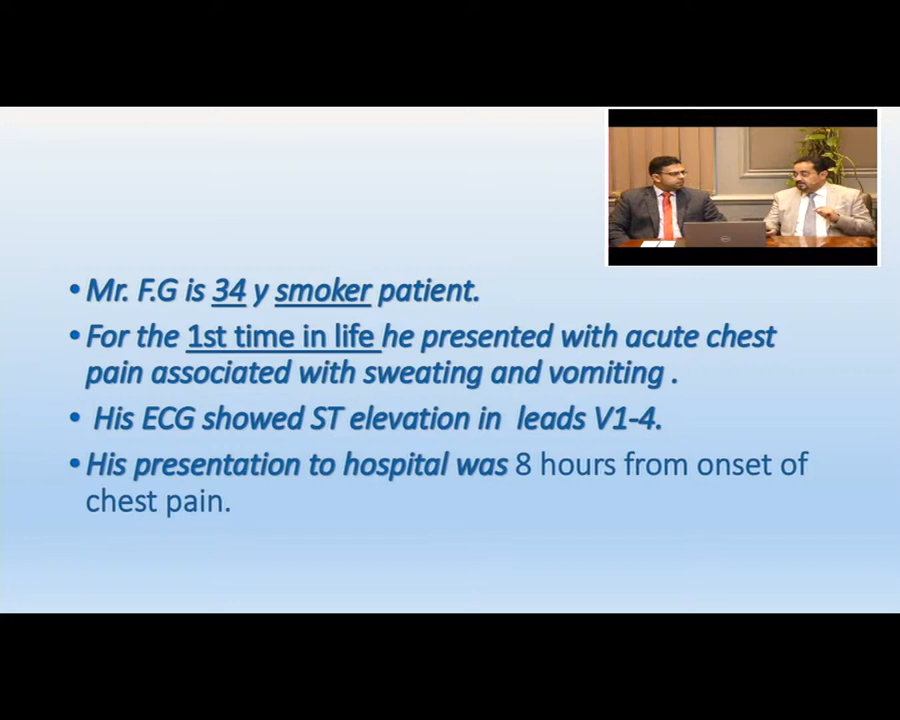 • Mr. F.G is 34 y smoker patient.
• For the 1st time in life he presented with acute chest
pain associated with sweating and vomiting .
• His ECG showed ST elevation in leads V1-4.
• His presentation to hospital was 8 hours from onset of
chest pain.